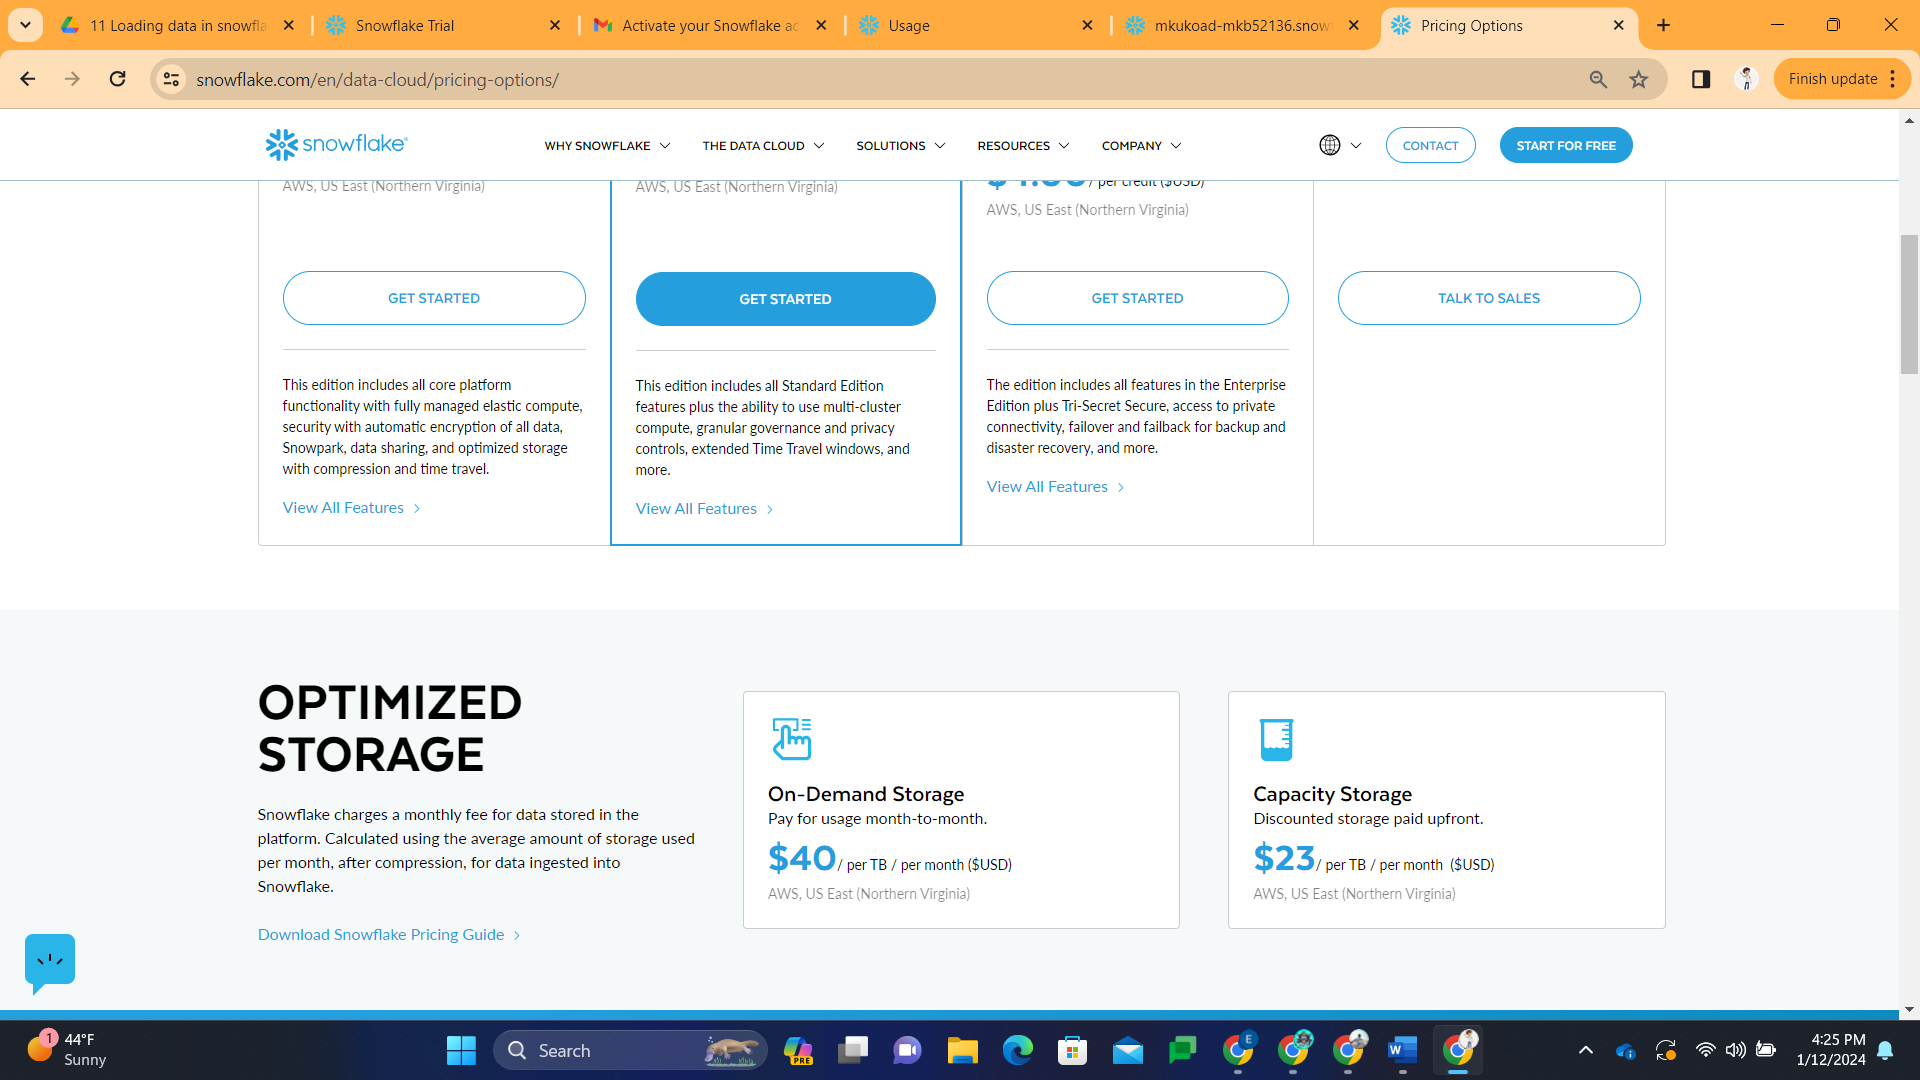 11 Loading data in snowfla
Snowflake Trial
Activate your Snowflake ac
Usage
mkukoad-mkb52136.snowf
Pricing Options
snowflake.com/en/data-cloud/pricing-options/
Finish update
snowflake
WHY SNOWFLAKE
THE DATA CLOUD
SOLUTIONS
RESOURCES
COMPANY
CONTACT
START FOR FREE
AWS, US East (Northern Virginia)
AWS, US East (Northern Virginia)
/ per credit ($USD)
AWS, US East (Northern Virginia)
GET STARTED
GET STARTED
GET STARTED
TALK TO SALES
This edition includes all core platform
functionality with fully managed elastic compute,
security with automatic encryption of all data,
Snowpark, data sharing, and optimized storage
with compression and time travel.
View All Features
This edition includes all Standard Edition
features plus the ability to use multi-cluster
compute, granular governance and privacy
controls, extended Time Travel windows, and
more.
View All Features
The edition includes all features in the Enterprise
Edition plus Tri-Secret Secure, access to private
connectivity, failover and failback for backup and
disaster recovery, and more.
View All Features
OPTIMIZED
STORAGE
Snowflake charges a monthly fee for data stored in the
platform. Calculated using the average amount of storage used
per month, after compression, for data ingested into
Snowflake.
Download Snowflake Pricing Guide
On-Demand Storage
Pay for usage month-to-month.
$40/ per TB / per month ($USD)
AWS, US East (Northern Virginia)
Capacity Storage
Discounted storage paid upfront.
$23/ per TB / per month ($USD)
AWS, US East (Northern Virginia)
1
44°F
Sunny
Search
PRE
E
W
4:25 PM
1/12/2024